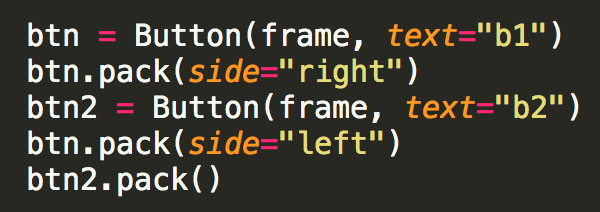 btn = Button(frame, text="b1")
btn.pack(side="right")
btn2 = Button(frame, text="b2")
btn.pack(side="left")
btn2.pack()